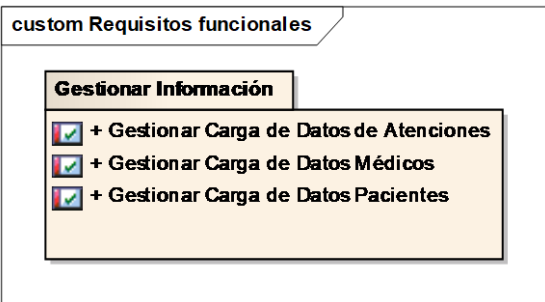 custom Requisitos funcionales
Gestionar Información
+ Gestionar Carga de Datos de Atenciones
+ Gestionar Carga de Datos Médicos
+ Gestionar Carga de Datos Pacientes